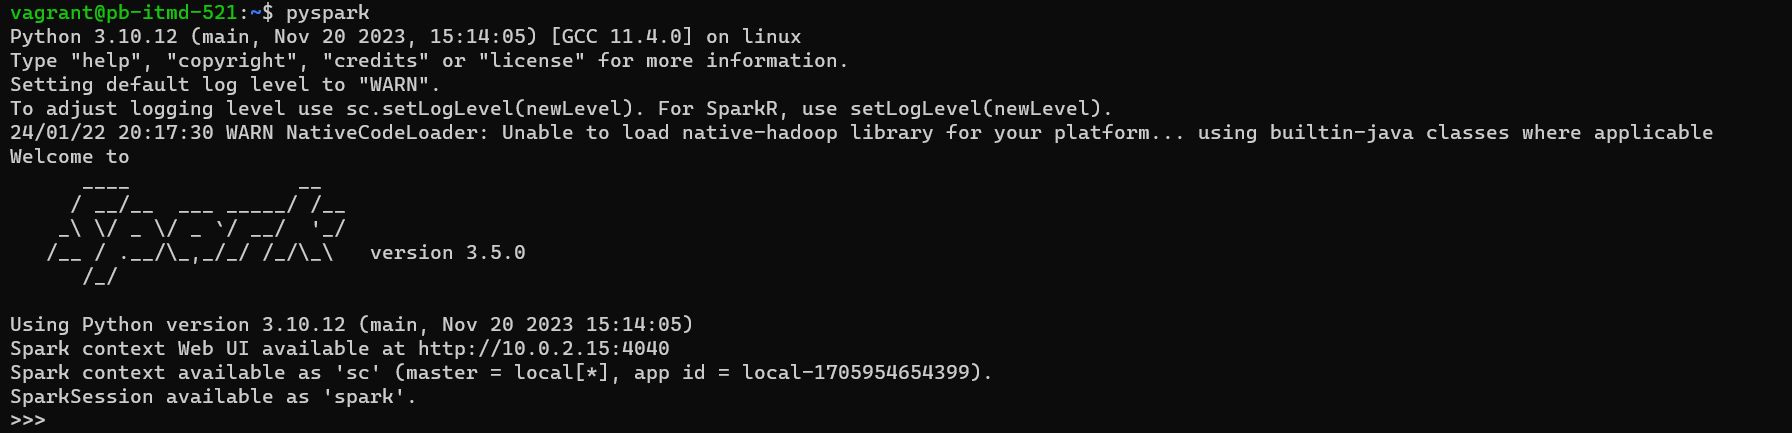 vagrant@pb-itmd-521:~$ pyspark
Python 3.10.12 (main, Nov 20 2023, 15:14:05) [GCC 11.4.0] on linux
Type "help", "copyright", "credits" or "license" for more information.
Setting default log level to "WARN".
To adjust logging level use sc.setLogLevel(newLevel). For SparkR, use setLogLevel(newLevel).
24/01/22 20:17:30 WARN NativeCodeLoader: Unable to load native-hadoop library for your platform... using builtin-java classes where applicable
Welcome to
      ____              __
     / __/__  ___ _____/ /__
    _\ \/ _ \/ _ `/ __/  '_/
   /__ / .__/\_,_/_/ /_/\_\   version 3.5.0
      /_/

Using Python version 3.10.12 (main, Nov 20 2023 15:14:05)
Spark context Web UI available at http://10.0.2.15:4040
Spark context available as 'sc' (master = local[*], app id = local-1705954654399).
SparkSession available as 'spark'.
>>>